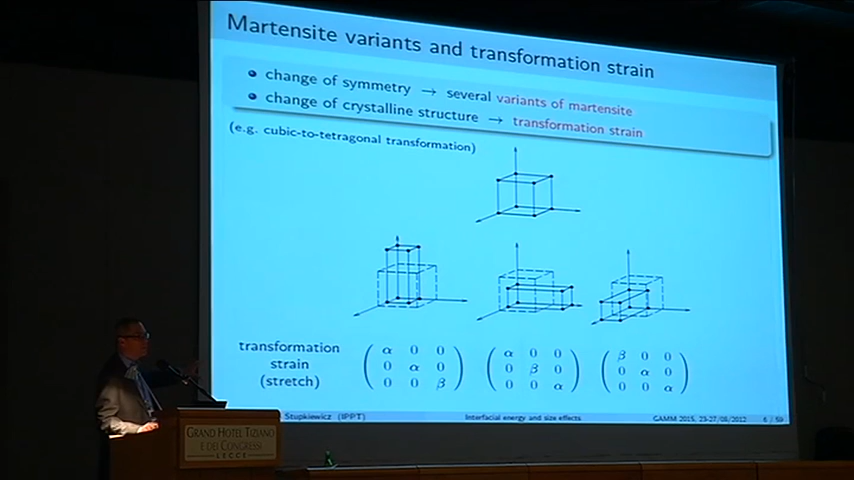 Martensite variants and transformation strain
change of symmetry → several variants of martensite
change of crystalline structure → transformation strain
(e.g. cubic-to-tetragonal transformation)
transformation
strain
(stretch)
α 0 0
0 α 0
0 0 β
α 0 0
0 β 0
0 0 α
β 0 0
0 α 0
0 0 α
Stupkiewicz (IPPT) Interfacial energy and size effects GAMM 2015, 23-27/08/2012 6 / 59
GRAND HOTEL TIZIANO
E DEI CONGRESSI
LECCE